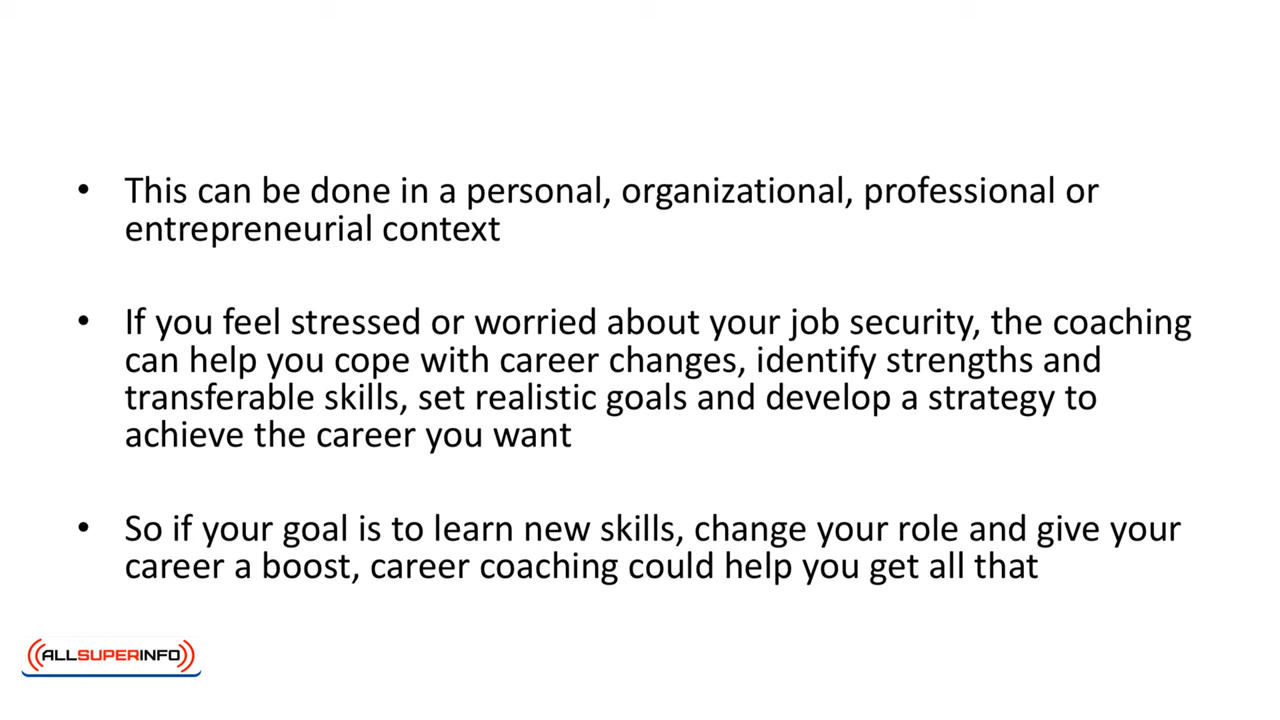 • This can be done in a personal, organizational, professional or
entrepreneurial context
• If you feel stressed or worried about your job security, the coaching
can help you cope with career changes, identify strengths and
transferable skills, set realistic goals and develop a strategy to
achieve the career you want
• So if your goal is to learn new skills, change your role and give your
career a boost, career coaching could help you get all that
((ALLSUPERINFO))